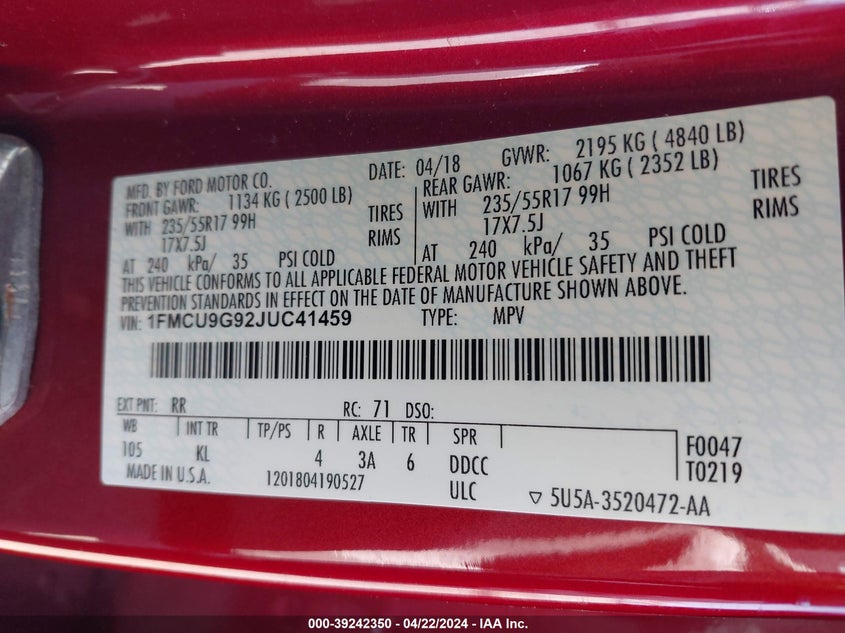 MFD. BY FORD MOTOR CO. DATE: 04/18 GVWR: 2195 KG ( 4840 LB)
FRONT GAWR: 1134 KG ( 2500 LB) REAR GAWR: 1067 KG ( 2352 LB)
WITH 235/55R17 99H TIRES WITH 235/55R17 99H TIRES
17X7.5J RIMS 17X7.5J RIMS
AT 240 kPa/ 35 PSI COLD AT 240 kPa/ 35 PSI COLD
THIS VEHICLE CONFORMS TO ALL APPLICABLE FEDERAL MOTOR VEHICLE SAFETY AND THEFT
PREVENTION STANDARDS IN EFFECT ON THE DATE OF MANUFACTURE SHOWN ABOVE.
VIN: 1FMCU9G92JUC41459 TYPE: MPV
EXT PNT: RR RC: 71 DSO:
WB INT TR TP/PS R AXLE TR SPR
105 KL 4 3A 6 DDCC F0047
MADE IN U.S.A. 1201804190527 ULC T0219
▽ 5U5A-3520472-AA
000-39242350 - 04/22/2024 - IAA Inc.